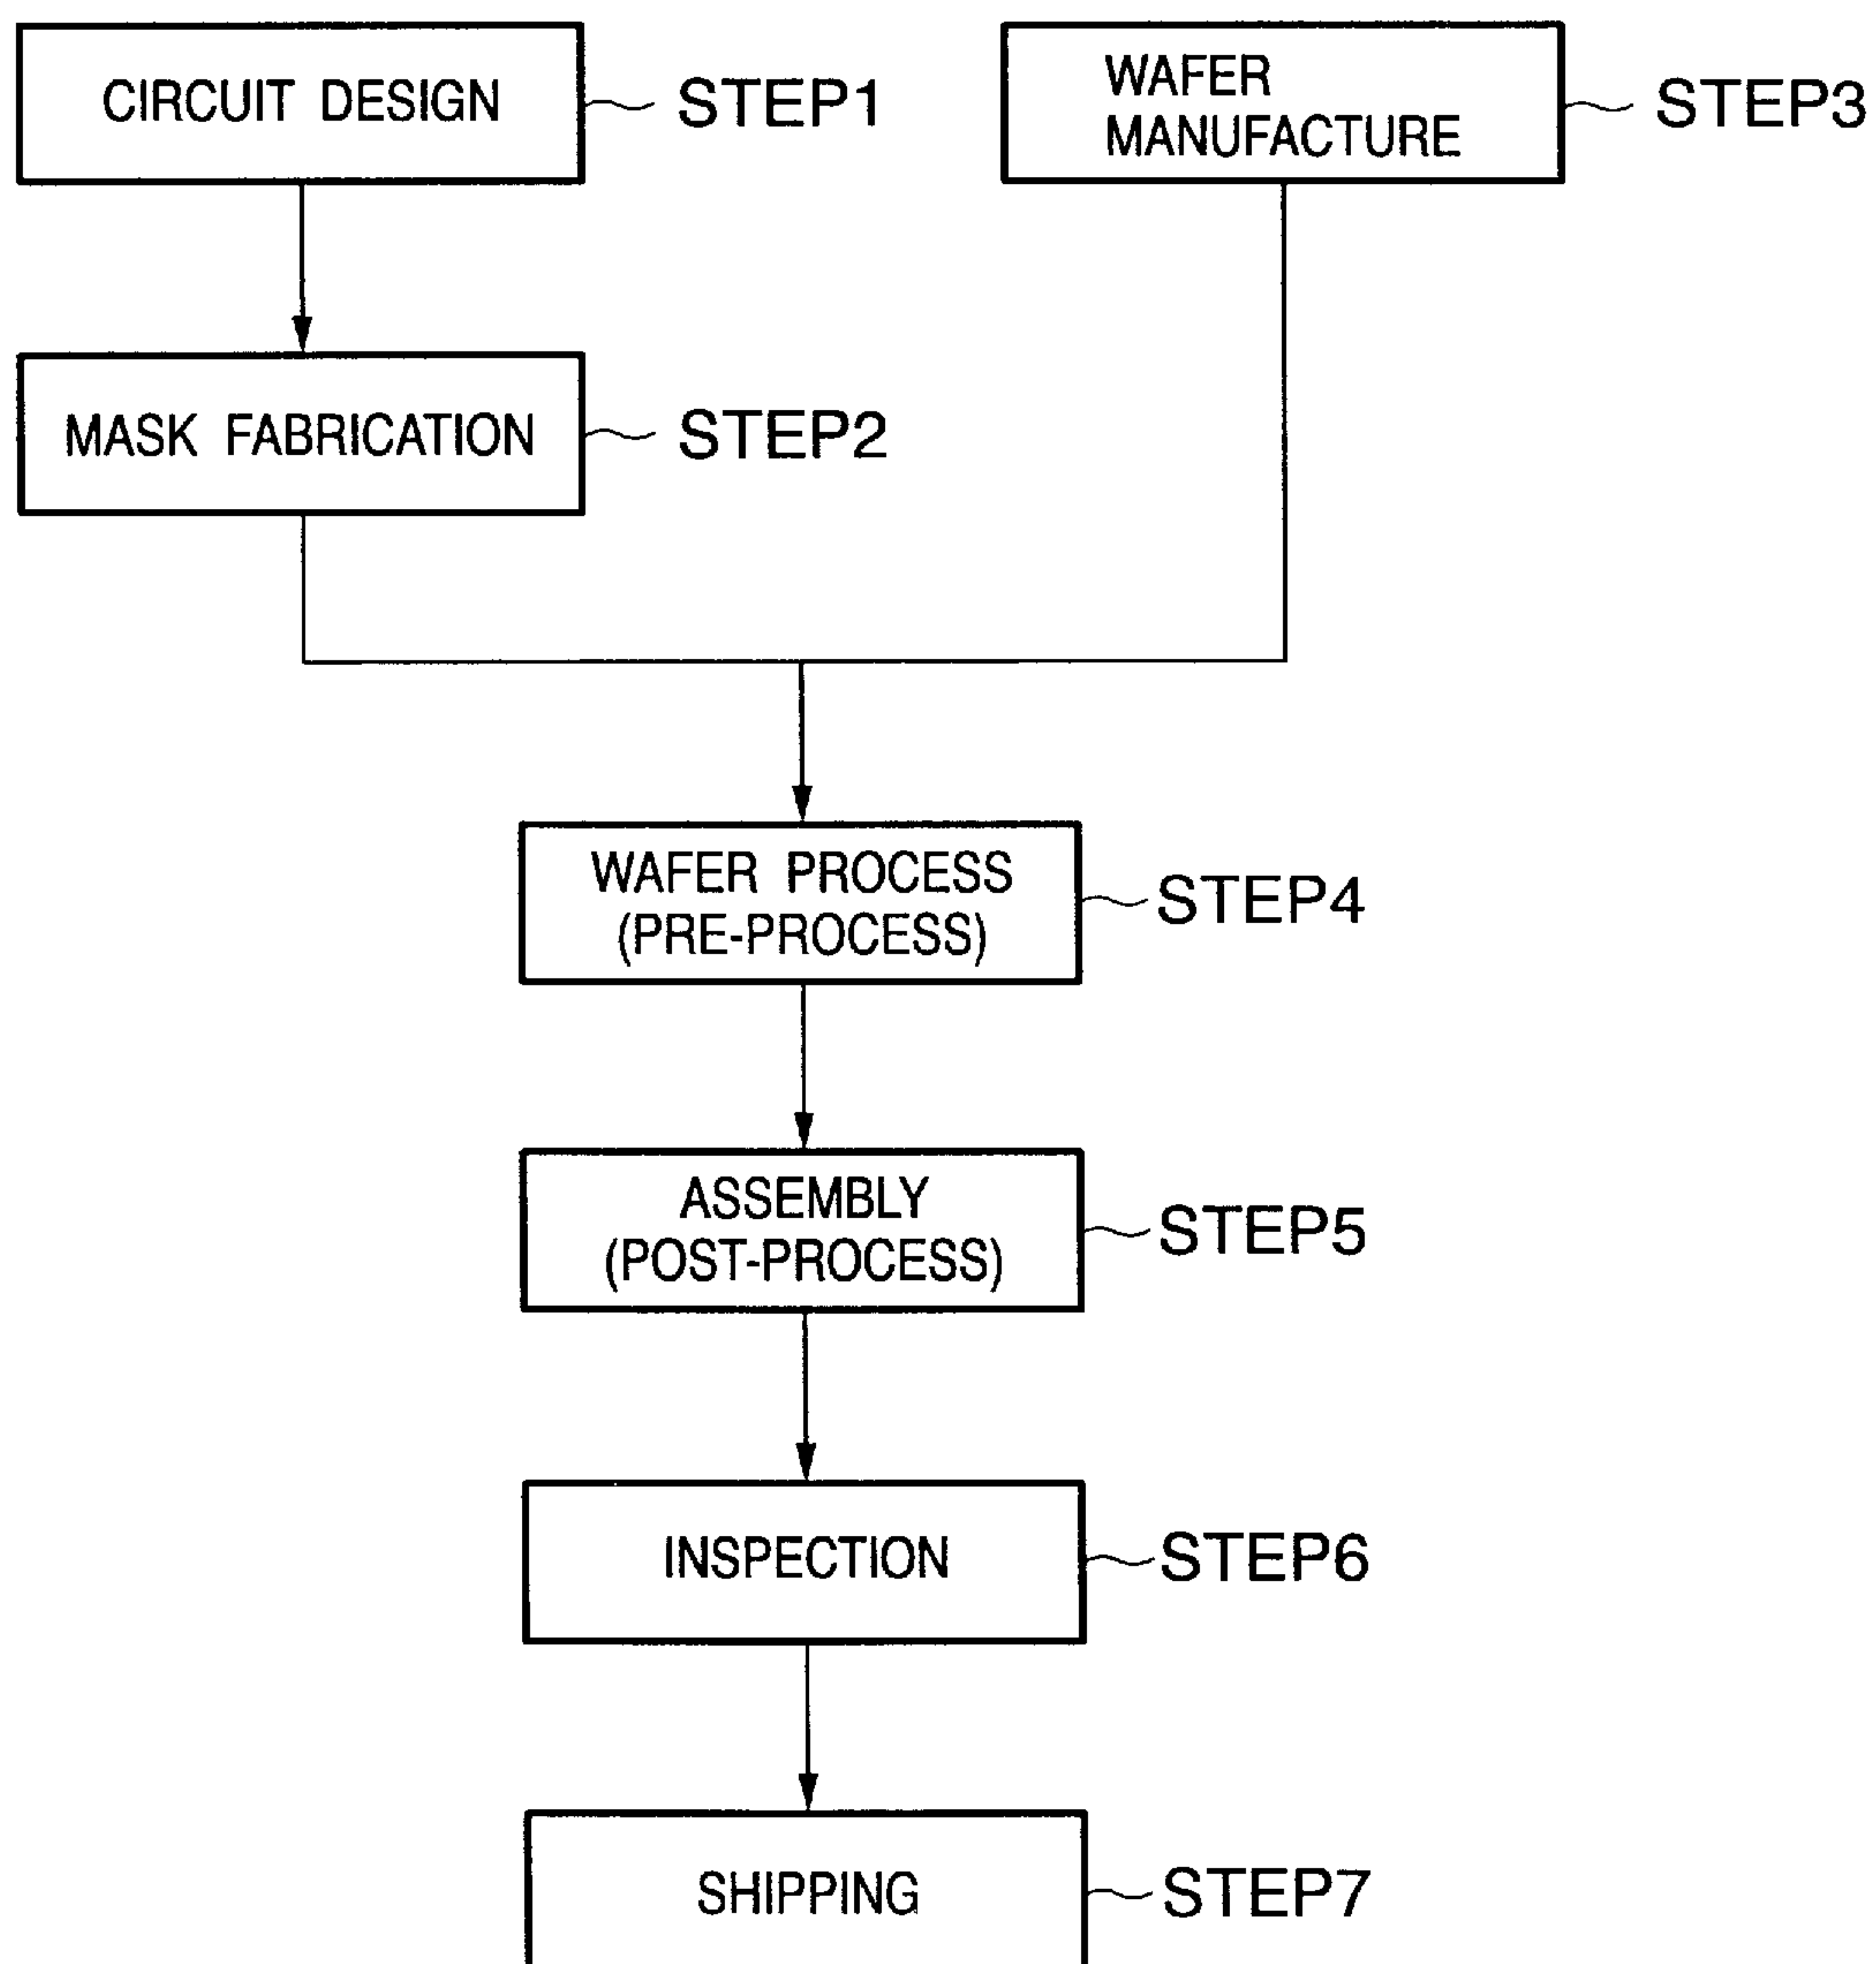 CIRCUIT DESIGN
STEP1
WAFER
MANUFACTURE
STEP3
MASK FABRICATION
STEP2
WAFER PROCESS
(PRE-PROCESS)
STEP4
ASSEMBLY
(POST-PROCESS)
STEP5
INSPECTION
STEP6
SHIPPING
STEP7